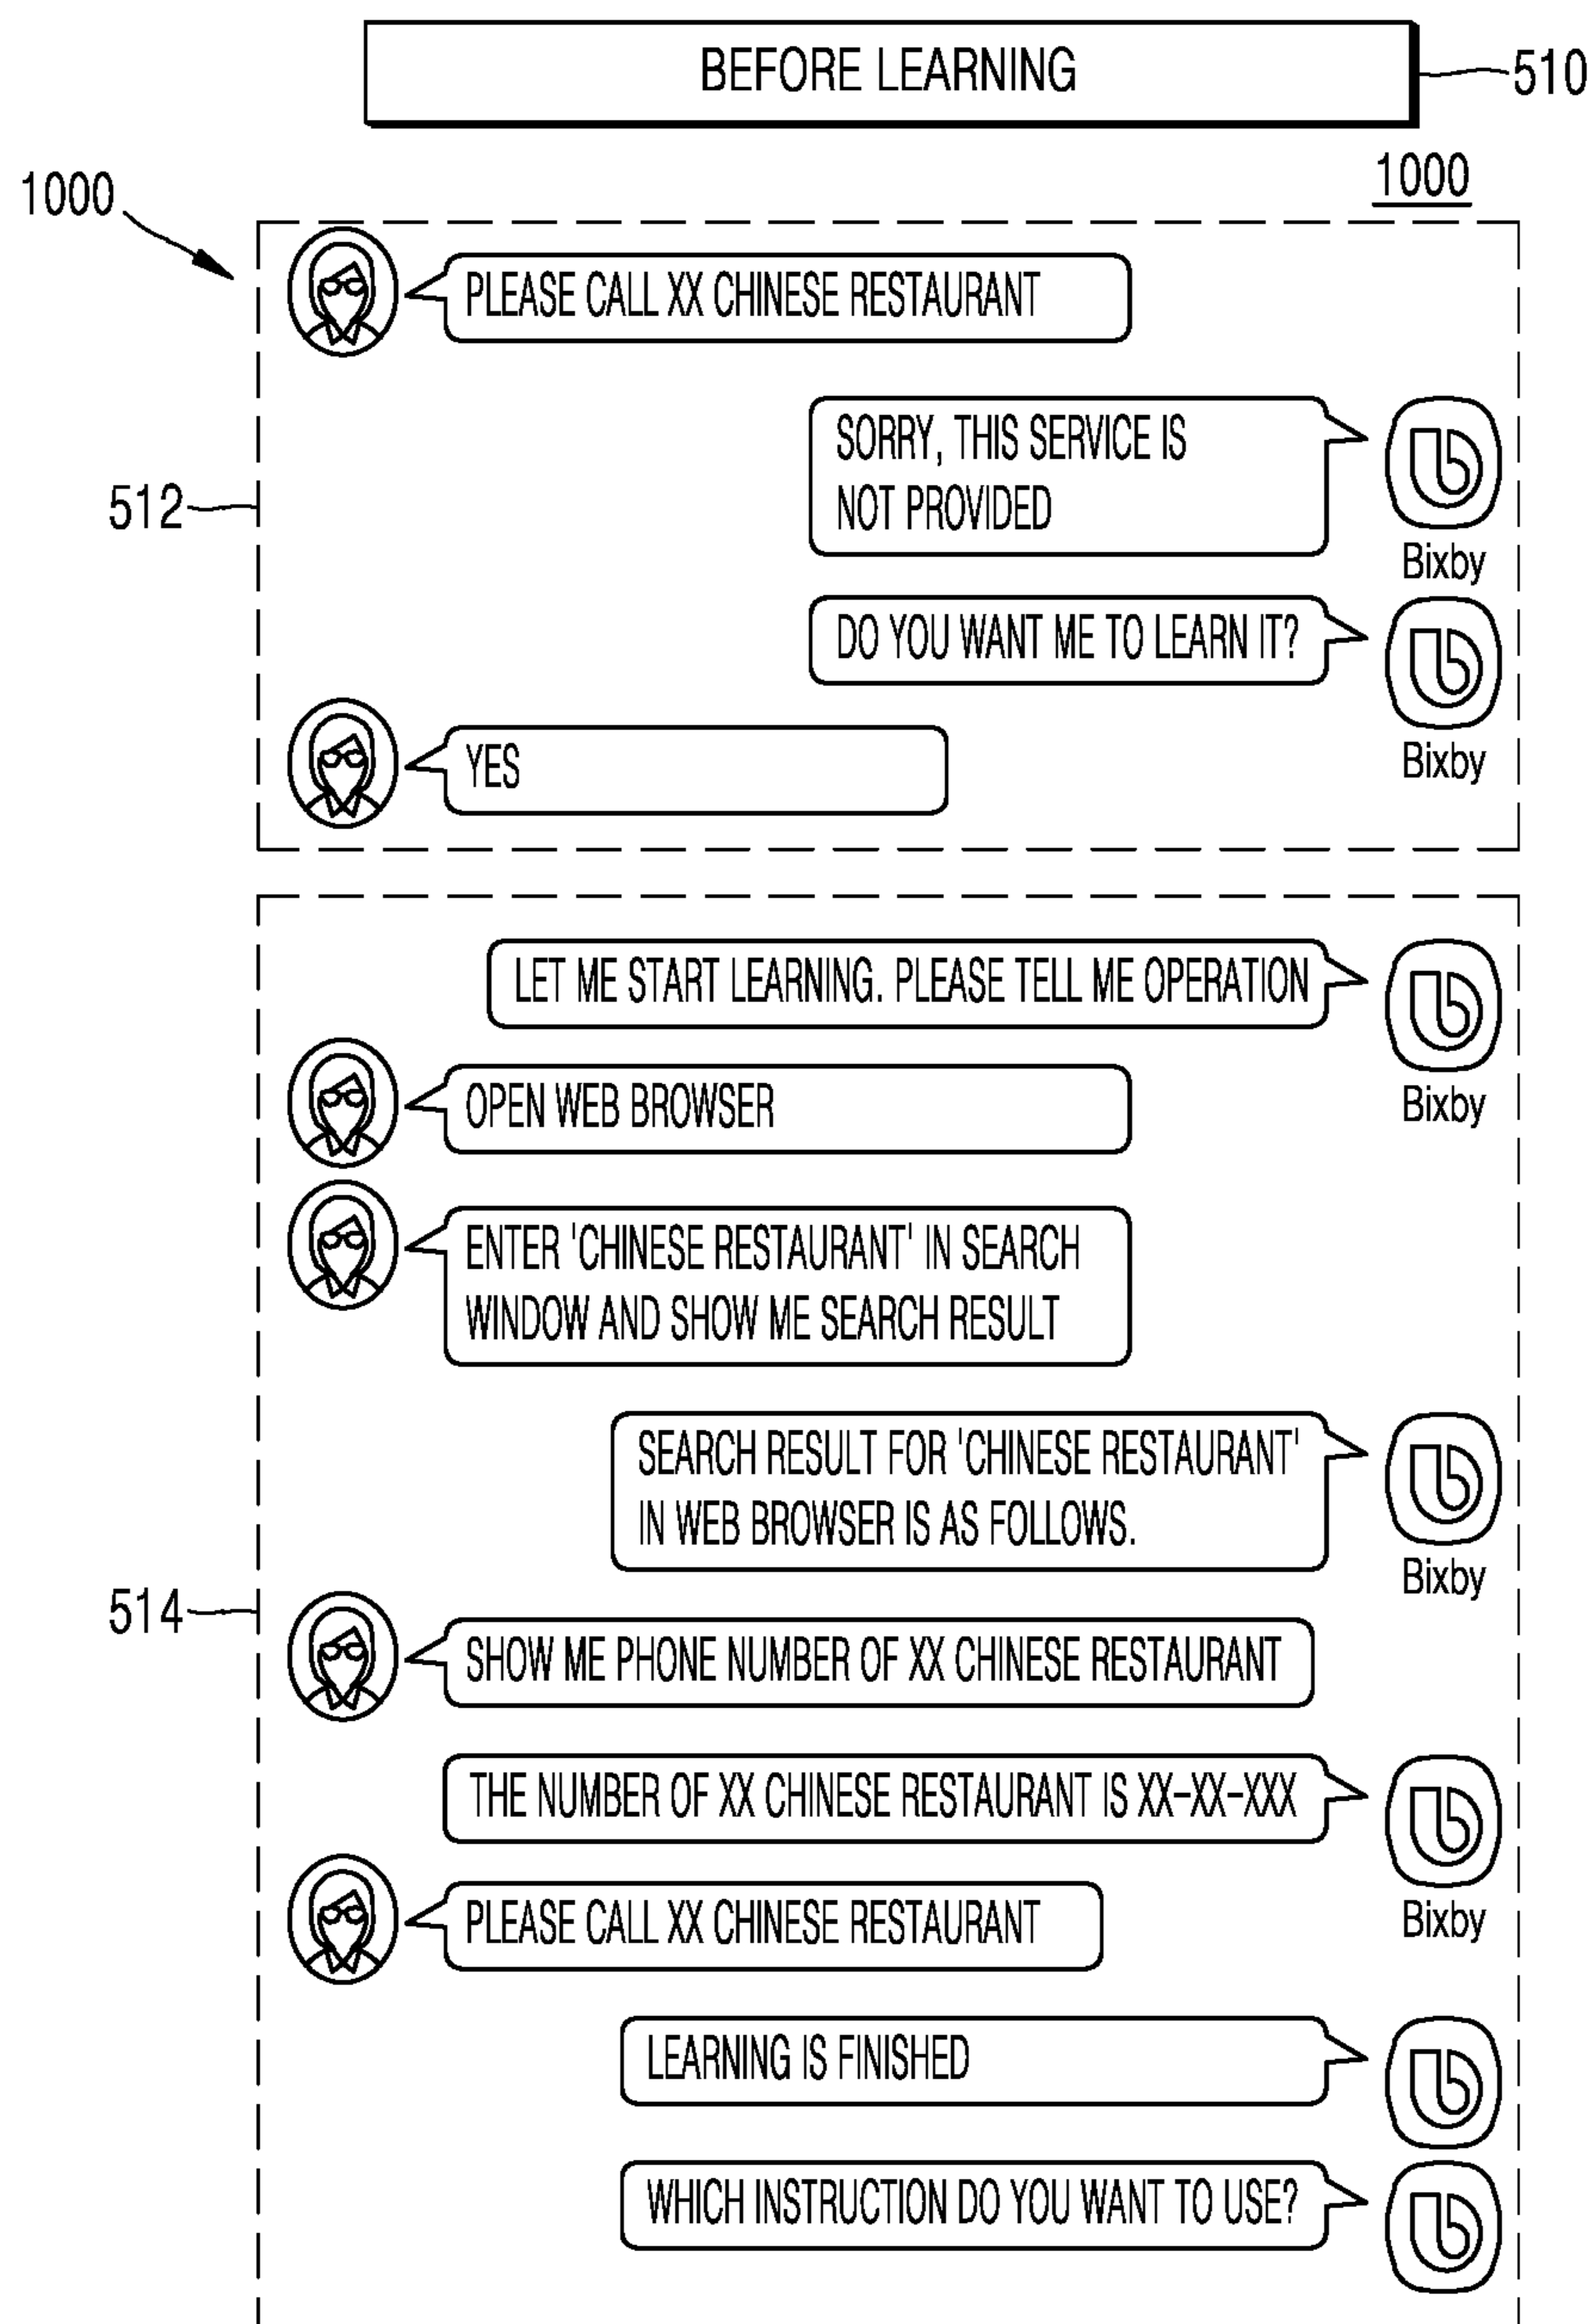 BEFORE LEARNING
510
1000
1000
PLEASE CALL XX CHINESE RESTAURANT
SORRY, THIS SERVICE IS
NOT PROVIDED
Bixby
512
DO YOU WANT ME TO LEARN IT?
Bixby
YES
LET ME START LEARNING. PLEASE TELL ME OPERATION
Bixby
OPEN WEB BROWSER
ENTER 'CHINESE RESTAURANT' IN SEARCH
WINDOW AND SHOW ME SEARCH RESULT
SEARCH RESULT FOR 'CHINESE RESTAURANT'
IN WEB BROWSER IS AS FOLLOWS.
Bixby
514
SHOW ME PHONE NUMBER OF XX CHINESE RESTAURANT
THE NUMBER OF XX CHINESE RESTAURANT IS XX-XX-XXX
Bixby
PLEASE CALL XX CHINESE RESTAURANT
LEARNING IS FINISHED
WHICH INSTRUCTION DO YOU WANT TO USE?